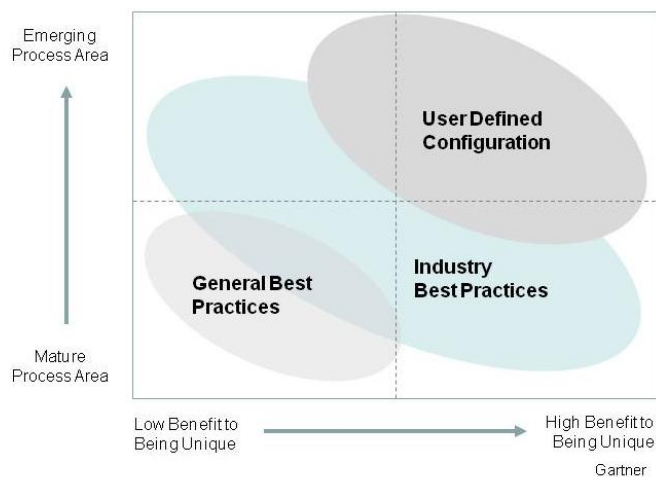 Emerging
Process Area
User Defined
Configuration
General Best
Practices
Industry
Best Practices
Mature
Process Area
Low Benefit to
Being Unique
High Benefit to
Being Unique
Gartner